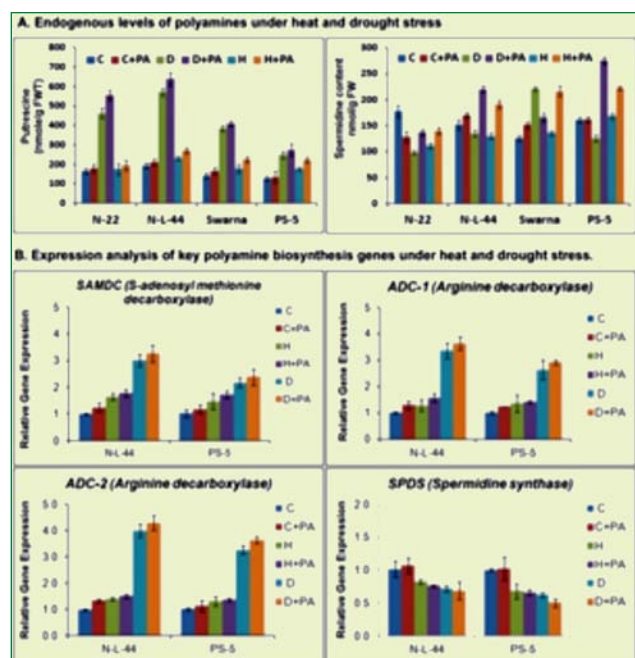 A. Endogenous levels of polyamines under heat and drought stress
C C+PA D D+PA H H+PA
Putrescine
(nmole/g FWT)
800
700
600
500
400
300
200
100
0
N-22 N-L-44 Swarna PS-5
C C+PA D D+PA H H+PA
Spermidine content
nmol/g FW
300
250
200
150
100
50
0
N-22 N-L-44 Swarna PS-5
B. Expression analysis of key polyamine biosynthesis genes under heat and drought stress.
SAMDC (S-adenosyl methionine
decarboxylase)
Relative Gene Expression
5
4
3
2
1
0
N-L-44 PS-5
C
C+PA
H
H+PA
D
D+PA
ADC-1 (Arginine decarboxylase)
Relative Gene Expression
5
4
3
2
1
0
N-L-44 PS-5
C
C+PA
H
H+PA
D
D+PA
ADC-2 (Arginine decarboxylase)
Relative Gene Expression
5.0
4.0
3.0
2.0
1.0
0.0
N-L-44 PS-5
C
C+PA
H
H+PA
D
D+PA
SPDS (Spermidine synthase)
Relative Gene Expression
2.0
1.5
1.0
0.5
0.0
N-L-44 PS-5
C
C+PA
H
H+PA
D
D+PA